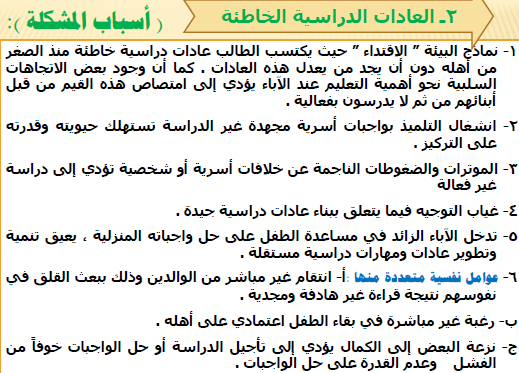 ٢ـ العادات الدراسية الخاطئة
( أسباب المشكلة ):
١- نماذج البيئة " الاقتداء " حيث يكتسب الطالب عادات دراسية خاطئة منذ الصغر
من أهله دون أن يجد من يعدل هذه العادات . كما أن وجود بعض الاتجاهات
السلبية نحو أهمية التعليم عند الآباء يؤدي إلى امتصاص هذه القيم من قبل
أبنائهم من ثم لا يدرسون بفعالية .
٢- انشغال التلميذ بواجبات أسرية مجهدة غير الدراسة تستهلك حيويته وقدرته
على التركيز .
٣- الموترات والضغوطات الناجمة عن خلافات أسرية أو شخصية تؤدي إلى دراسة
غير فعالة
٤- غياب التوجيه فيما يتعلق ببناء عادات دراسية جيدة .
٥- تدخل الآباء الزائد في مساعدة الطفل على حل واجباته المنزلية ، يعيق تنمية
وتطوير عادات ومهارات دراسية مستقلة .
٦- عوامل نفسية متعددة منها :أ- انتقام غير مباشر من الوالدين وذلك ببعث القلق في
نفوسهم نتيجة قراءة غير هادفة ومجدية .
ب- رغبة غير مباشرة في بقاء الطفل اعتمادي على أهله .
ج- نزعة البعض إلى الكمال يؤدي إلى تأجيل الدراسة أو حل الواجبات خوفاً من
الفشل وعدم القدرة على حل الواجبات .